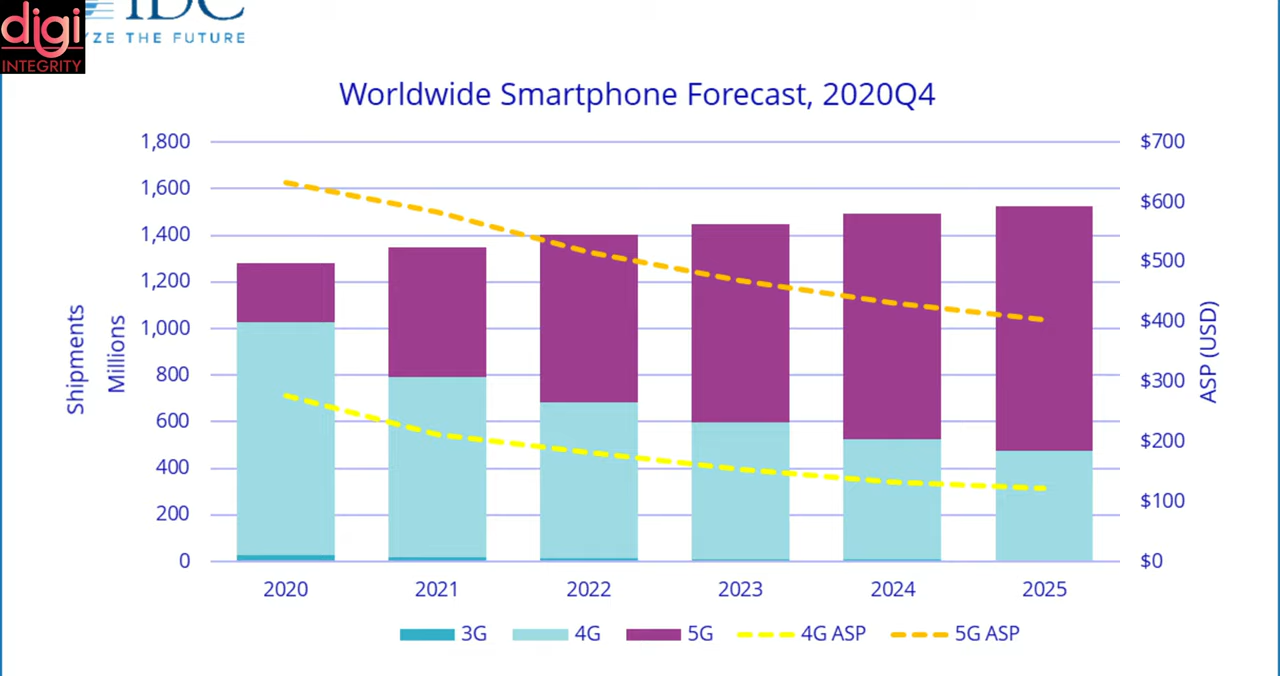 digi
INTEGRITY
IDC
YZE THE FUTURE
Worldwide Smartphone Forecast, 2020Q4
1,800
1,600
1,400
1,200
1,000
800
600
400
200
0
Shipments
Millions
$700
$600
$500
$400
$300
$200
$100
$0
ASP (USD)
2020 2021 2022 2023 2024 2025
3G 4G 5G 4G ASP 5G ASP